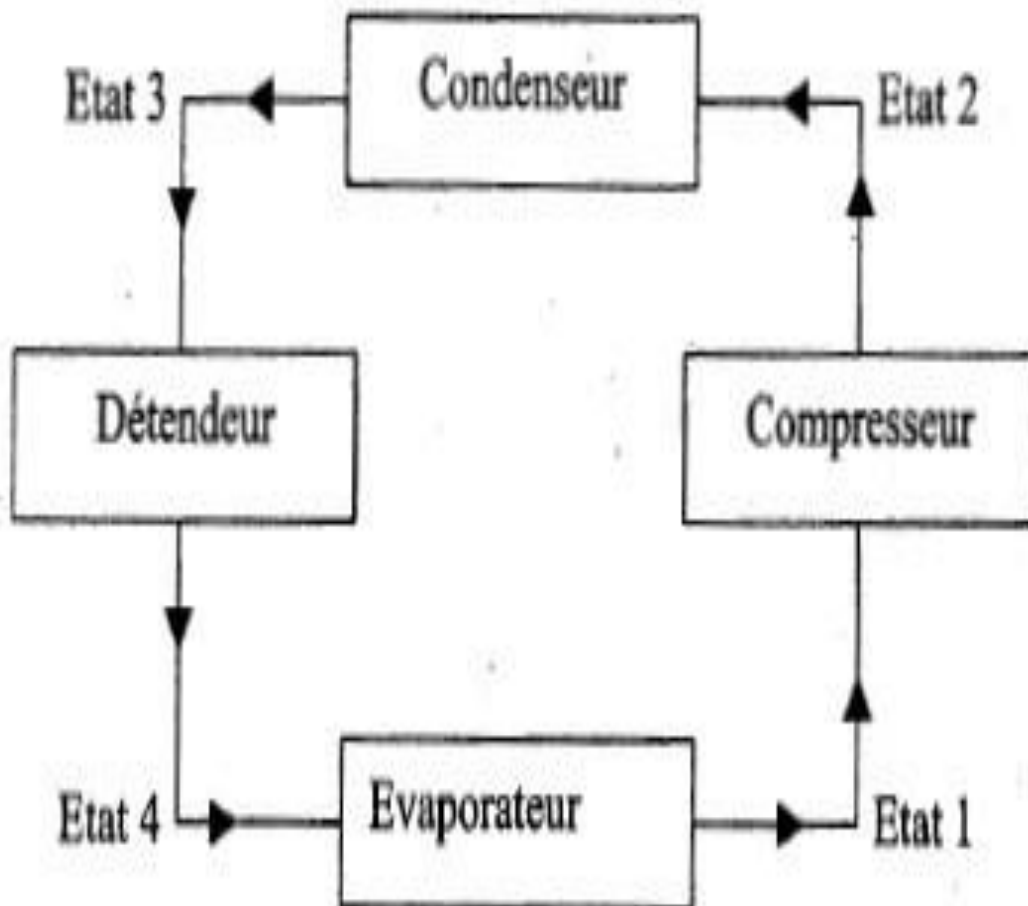 Condenseur
Etat 3
Etat 2
Détendeur
Compresseur
Etat 4
Evaporateur
Etat 1